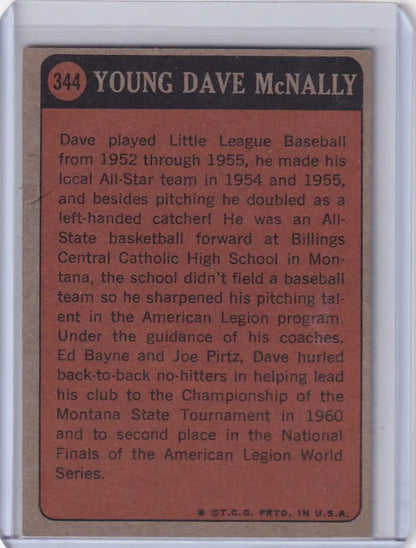 344 YOUNG DAVE McNALLY
Dave played Little League Baseball
from 1952 through 1955, he made his
local All-Star team in 1954 and 1955,
and besides pitching he doubled as a
left-handed catcher! He was an All-
State basketball forward at Billings
Central Catholic High School in Mon-
tana, the school didn't field a baseball
team so he sharpened his pitching tal-
ent in the American Legion program.
Under the guidance of his coaches,
Ed Bayne and Joe Pirtz, Dave hurled
back-to-back no-hitters in helping lead
his club to the Championship of the
Montana State Tournament in 1960
and to second place in the National
Finals of the American Legion World
Series.
* ©T.C.G. PRTD. IN U.S.A.